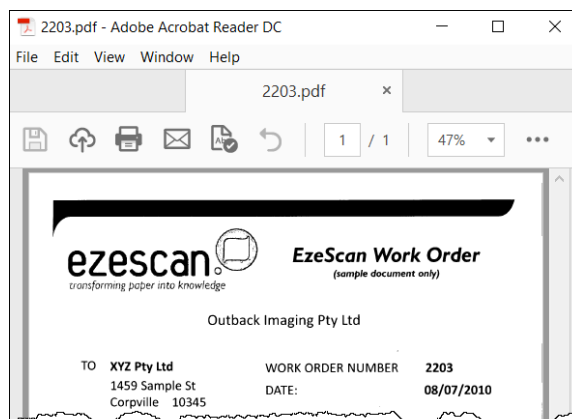 2203.pdf - Adobe Acrobat Reader DC
File Edit View Window Help
2203.pdf ×
1 / 1 47%
ezescan.
transforming paper into knowledge
EzeScan Work Order
(sample document only)
Outback Imaging Pty Ltd
TO XYZ Pty Ltd WORK ORDER NUMBER 2203
1459 Sample St DATE: 08/07/2010
Corpville 10345